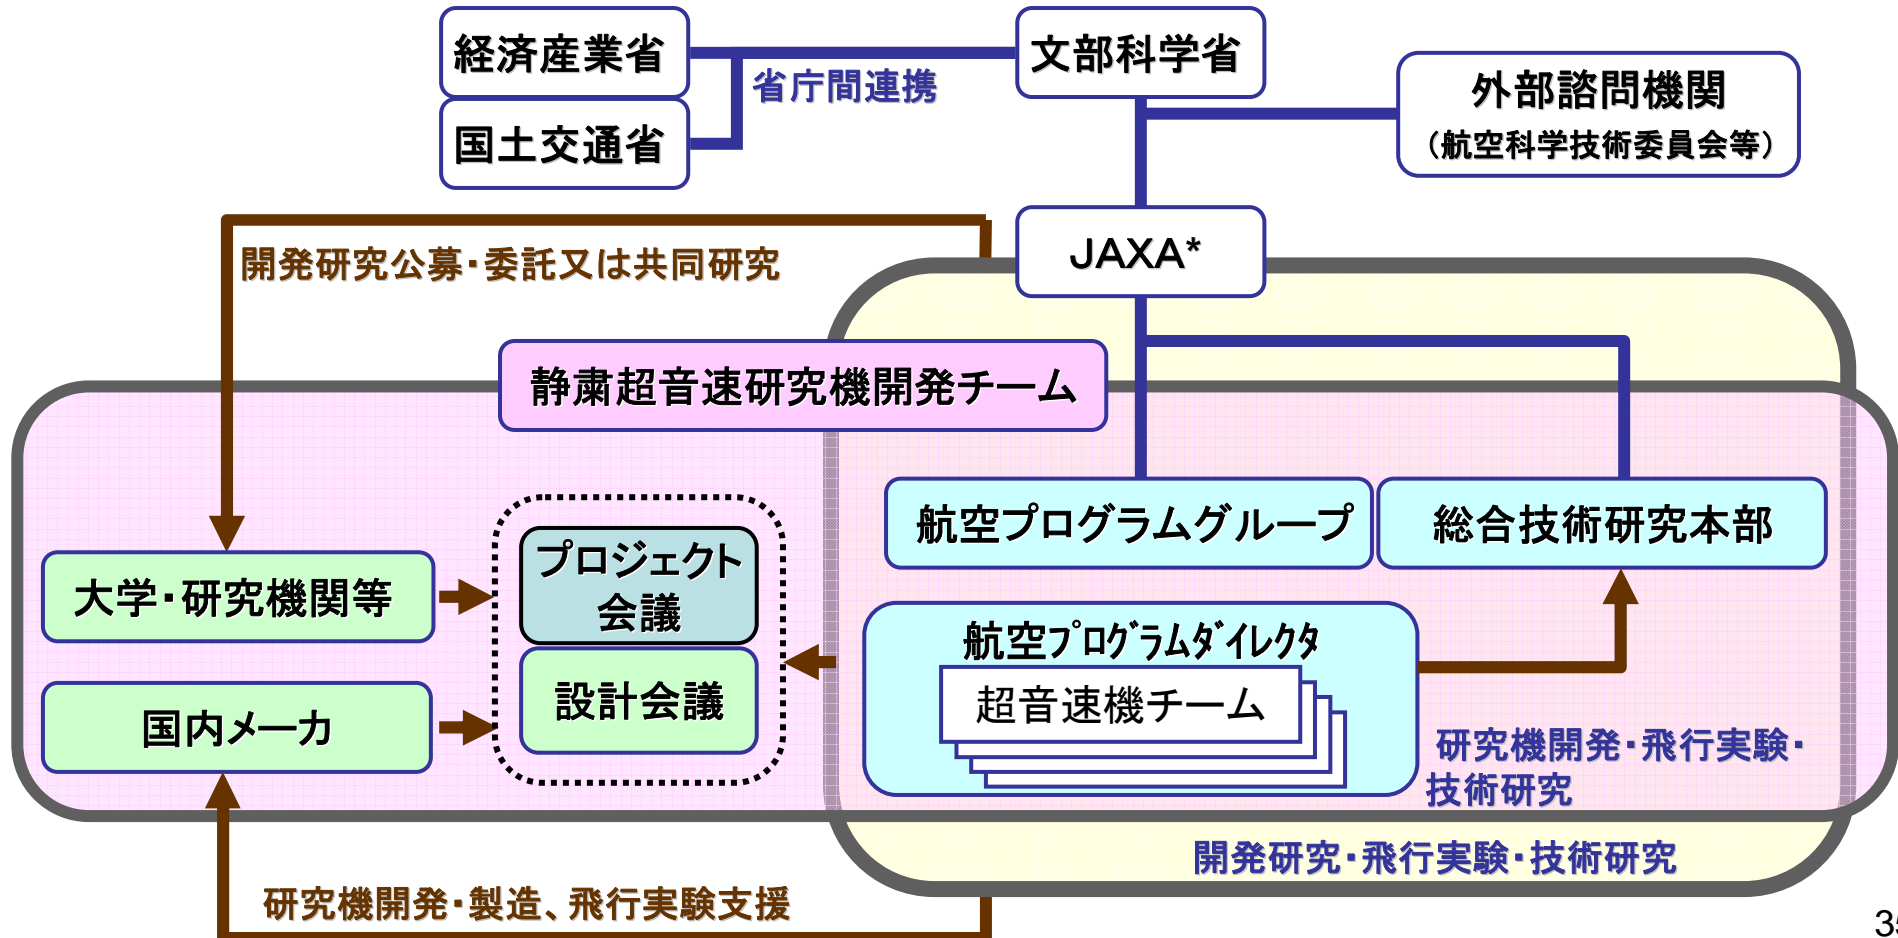 経済産業省
文部科学省
省庁間連携
国土交通省
外部諮問機関
（航空科学技術委員会等）
JAXA*
開発研究公募・委託又は共同研究
静粛超音速研究機開発チーム
航空プログラムグループ
総合技術研究本部
プロジェクト
会議
大学・研究機関等
設計会議
国内メーカ
航空プログラムダイレクタ
超音速機チーム
研究機開発・飛行実験・
技術研究
開発研究・飛行実験・技術研究
研究機開発・製造、飛行実験支援
35